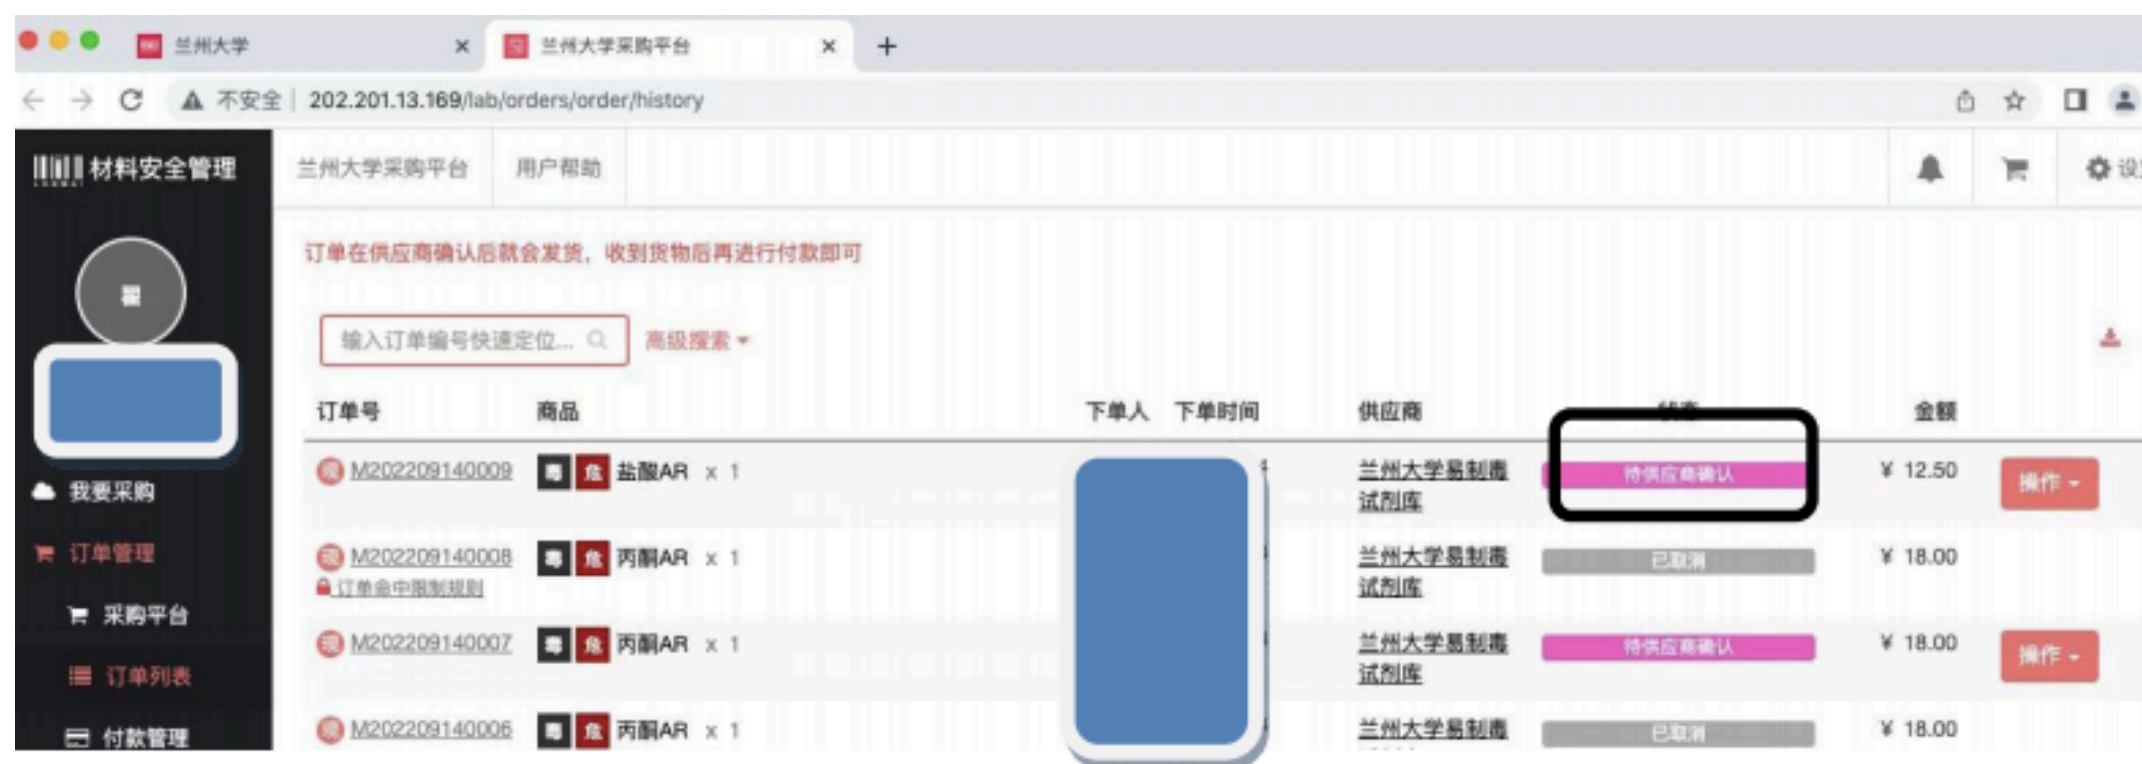 兰州大学
兰州大学采购平台
不安全 202.201.13.169/lab/orders/order/history
材料安全管理
兰州大学采购平台 用户帮助
订单在供应商确认后就会发货，收到货物后再进行付款即可
输入订单编号快速定位... 高级搜索
订单号 商品 下单人 下单时间 供应商 金额
M202209140009 危 盐酸AR x 1 兰州大学易制毒 待供应商确认 ¥ 12.50 操作
试剂库
我要采购
订单管理
M202209140008 危 丙酮AR x 1 兰州大学易制毒 已取消 ¥ 18.00
订单命中限制规则 试剂库
采购平台
M202209140007 危 丙酮AR x 1 兰州大学易制毒 待供应商确认 ¥ 18.00 操作
订单列表 试剂库
付款管理
M202209140006 危 丙酮AR x 1 兰州大学易制毒 已取消 ¥ 18.00